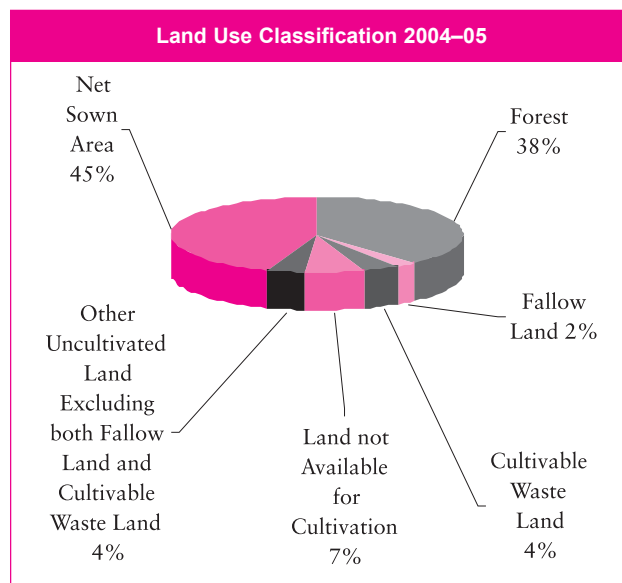 Land Use Classification 2004–05
Net
Sown
Area
45%
Forest
38%
Fallow
Land 2%
Other
Uncultivated
Land
Excluding
both Fallow
Land and
Cultivable
Waste Land
4%
Land not
Available
for
Cultivation
7%
Cultivable
Waste
Land
4%